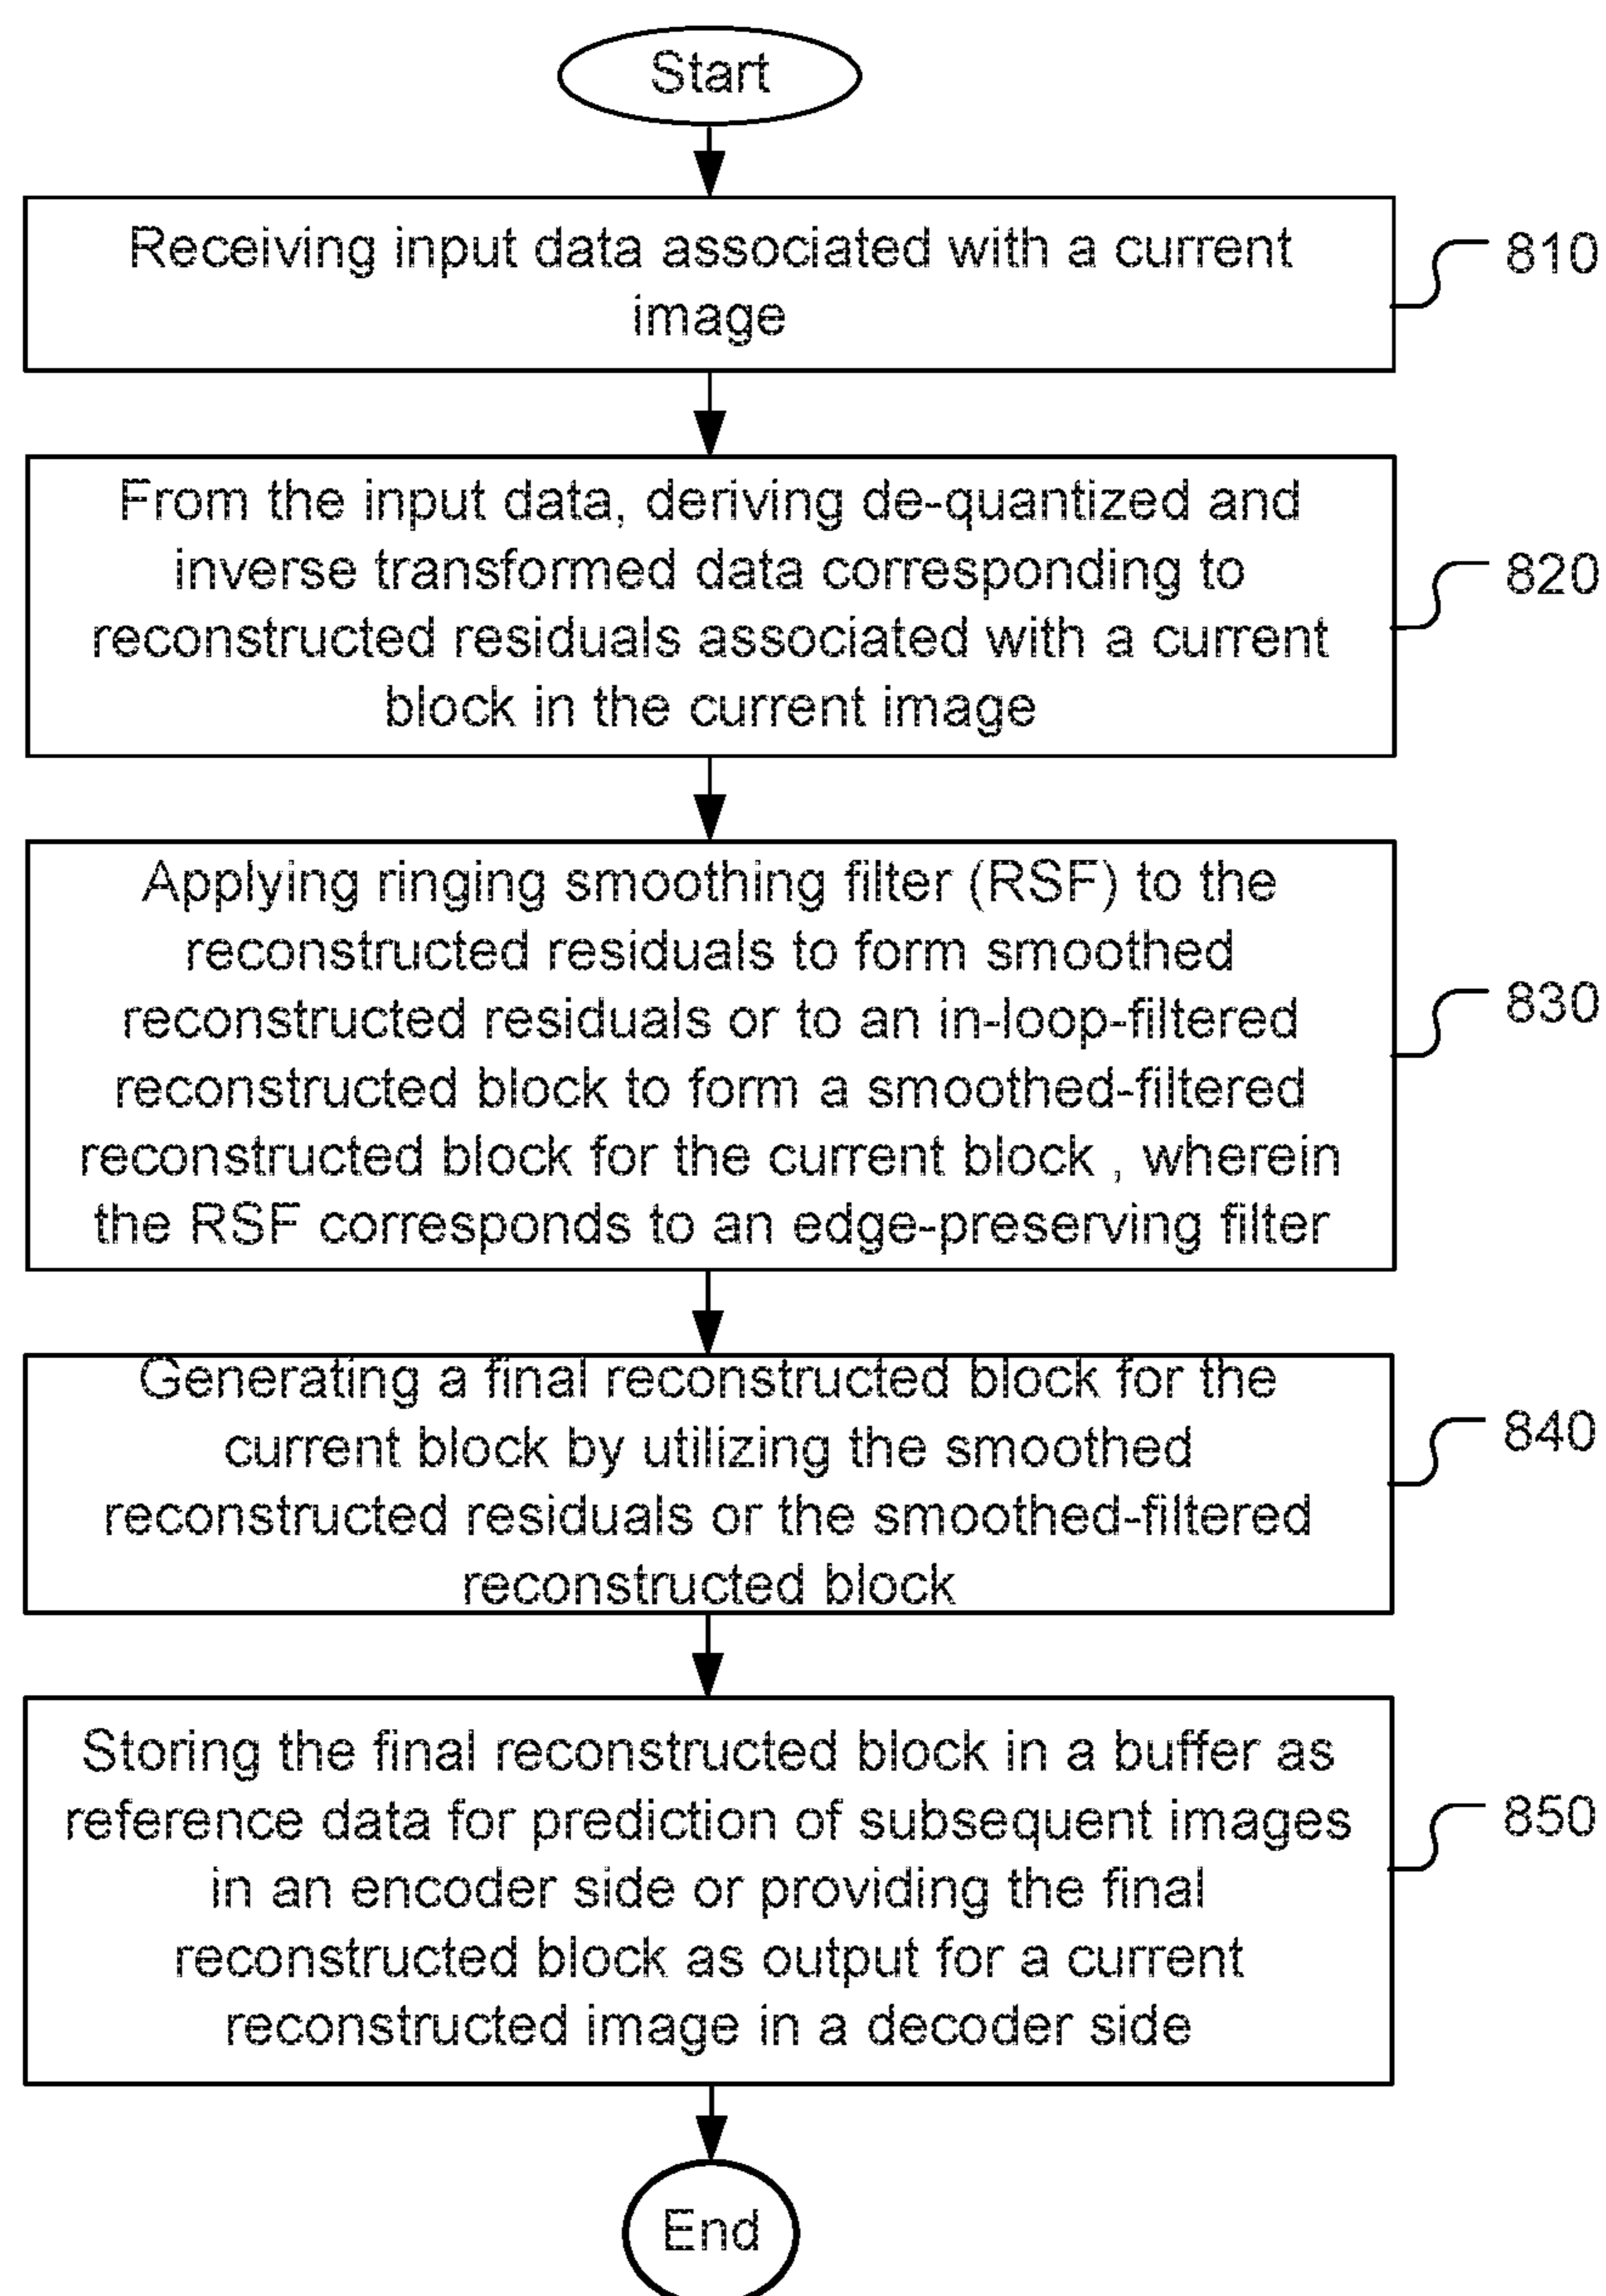 Start
Receiving input data associated with a current
image
810
From the input data, deriving de-quantized and
inverse transformed data corresponding to
reconstructed residuals associated with a current
block in the current image
820
Applying ringing smoothing filter (RSF) to the
reconstructed residuals to form smoothed
reconstructed residuals or to an in-loop-filtered
reconstructed block to form a smoothed-filtered
reconstructed block for the current block , wherein
the RSF corresponds to an edge-preserving filter
830
Generating a final reconstructed block for the
current block by utilizing the smoothed
reconstructed residuals or the smoothed-filtered
reconstructed block
840
Storing the final reconstructed block in a buffer as
reference data for prediction of subsequent images
in an encoder side or providing the final
reconstructed block as output for a current
reconstructed image in a decoder side
850
End